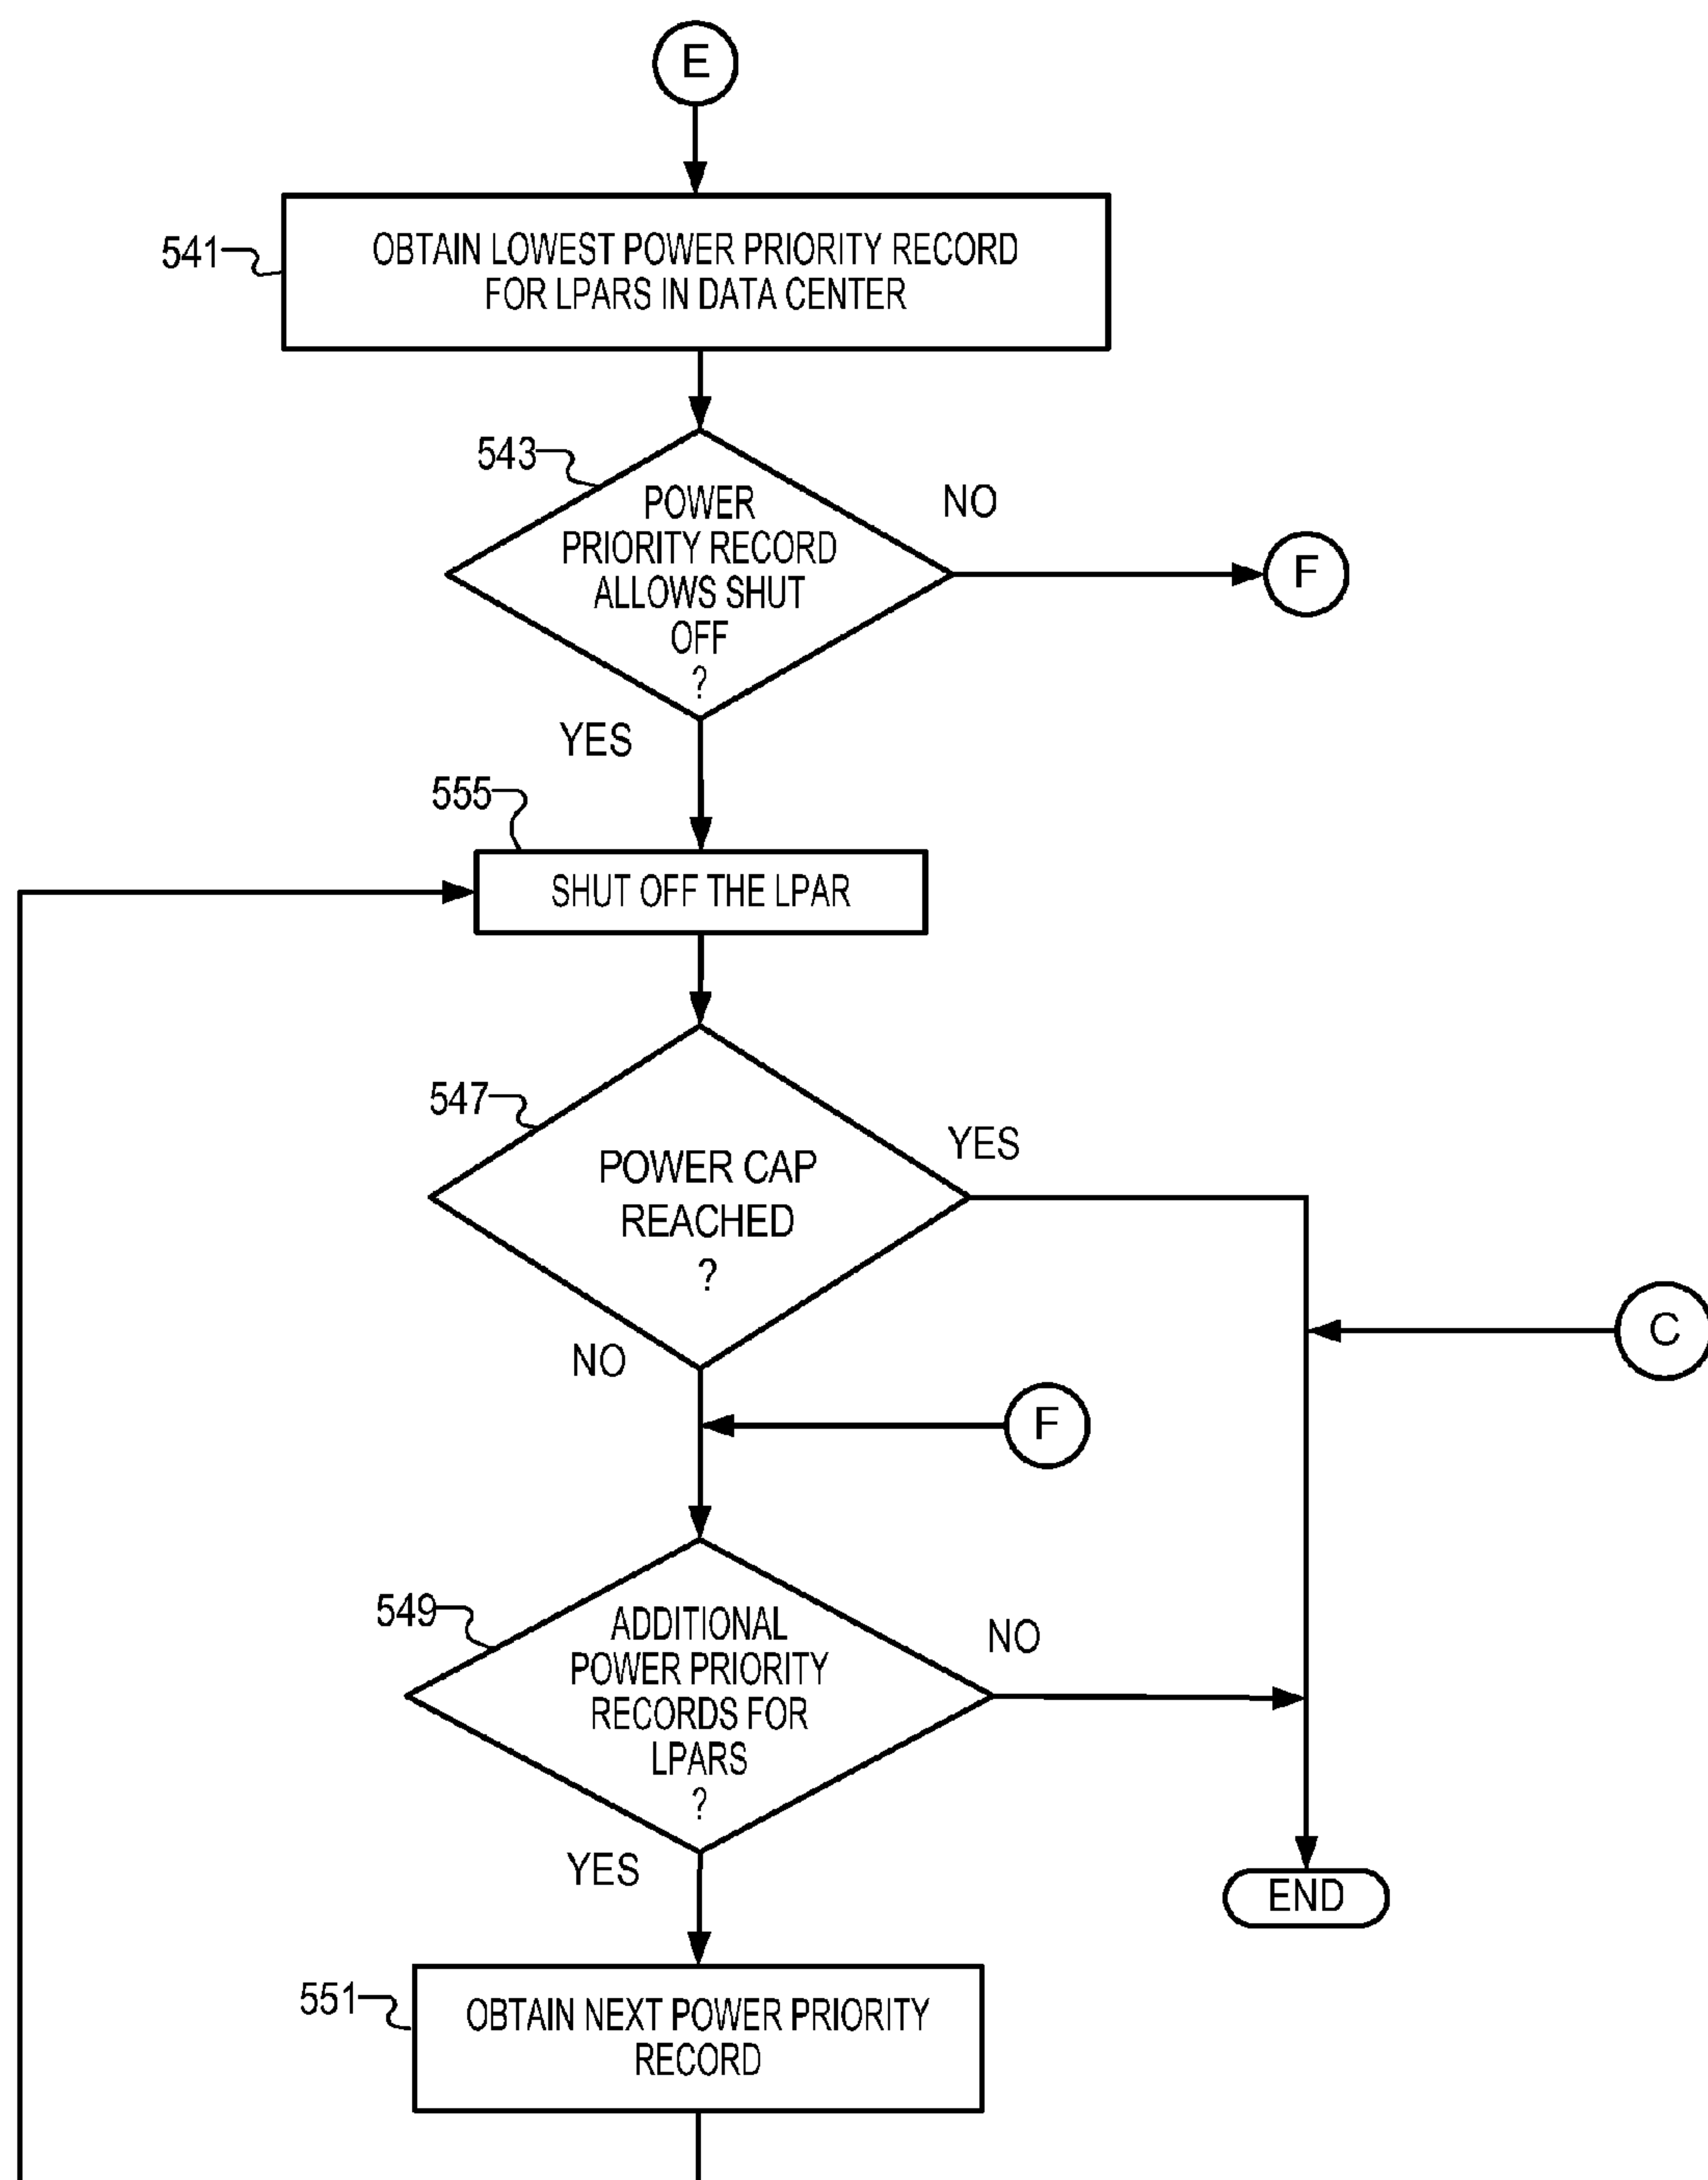 E
541
OBTAIN LOWEST POWER PRIORITY RECORD
FOR LPARS IN DATA CENTER
543
POWER
PRIORITY RECORD
ALLOWS SHUT
OFF
?
NO
F
YES
555
SHUT OFF THE LPAR
547
POWER CAP
REACHED
?
YES
C
NO
F
549
ADDITIONAL
POWER PRIORITY
RECORDS FOR
LPARS
?
NO
YES
END
551
OBTAIN NEXT POWER PRIORITY
RECORD